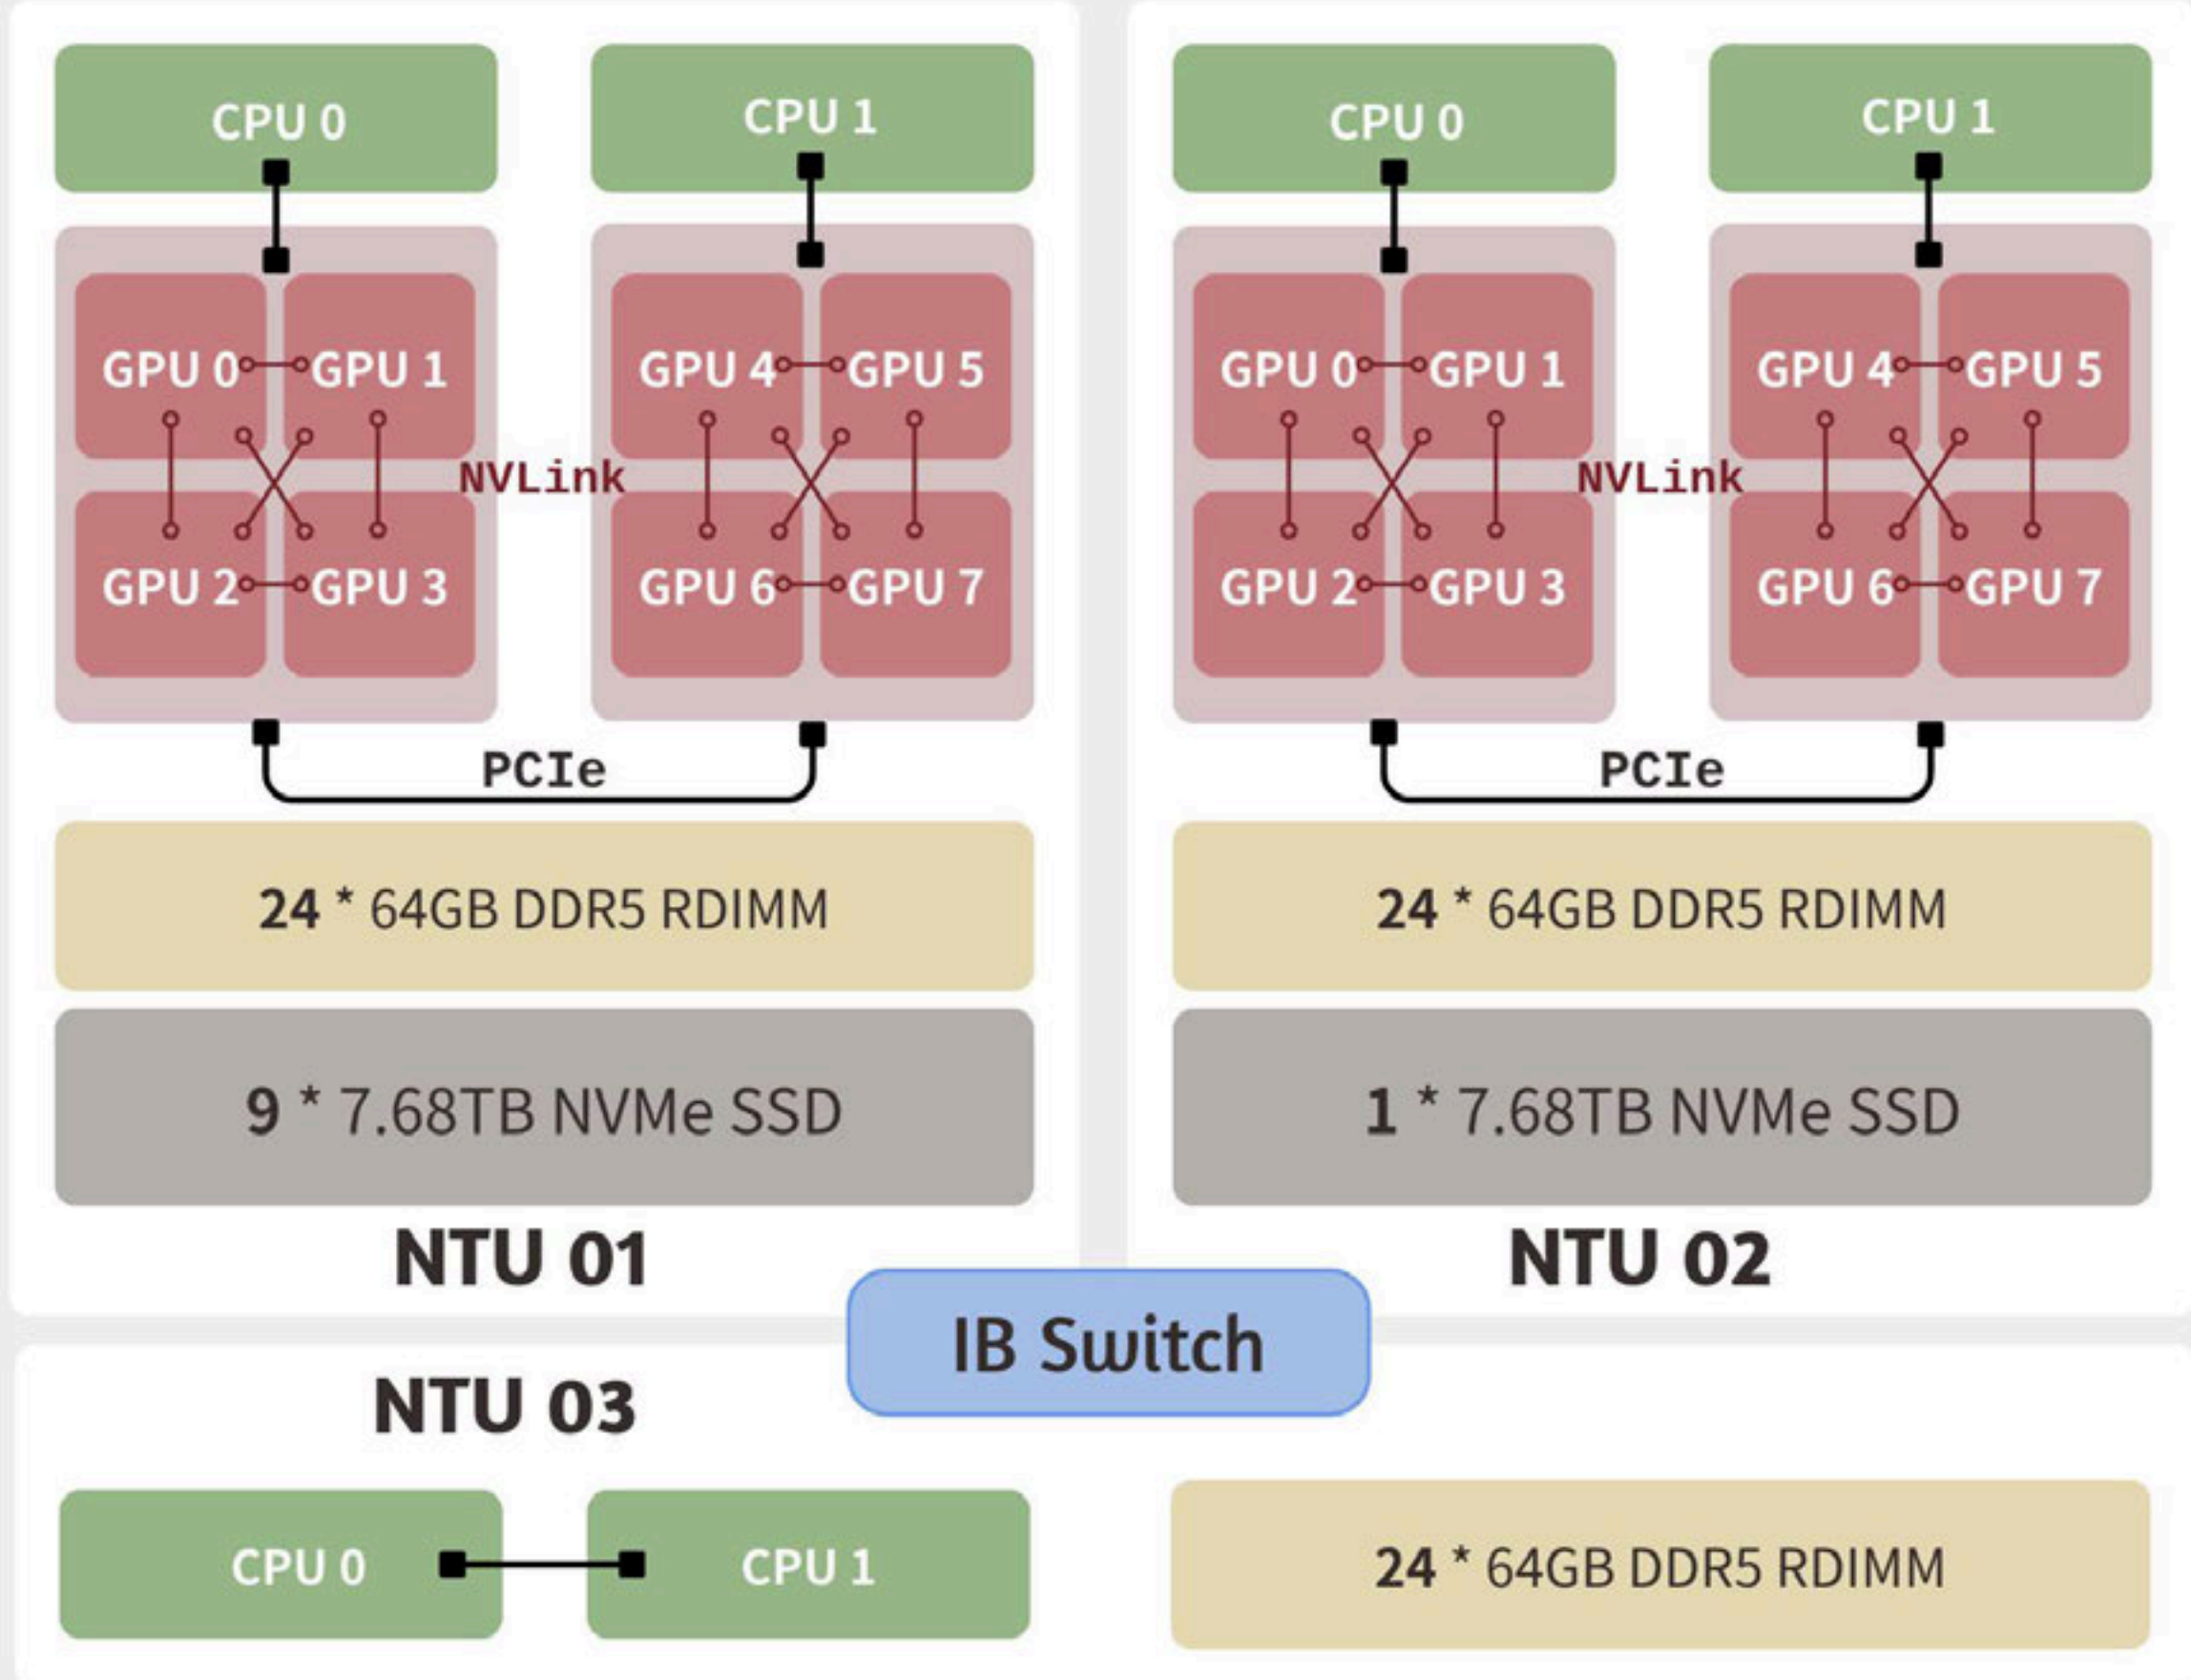 CPU 0
CPU 1
GPU 0 GPU 1
GPU 4 GPU 5
NVLink
GPU 2 GPU 3
GPU 6 GPU 7
PCIe
24 * 64GB DDR5 RDIMM
9 * 7.68TB NVMe SSD
NTU 01
CPU 0
CPU 1
GPU 0 GPU 1
GPU 4 GPU 5
NVLink
GPU 2 GPU 3
GPU 6 GPU 7
PCIe
24 * 64GB DDR5 RDIMM
1 * 7.68TB NVMe SSD
NTU 02
IB Switch
NTU 03
CPU 0
CPU 1
24 * 64GB DDR5 RDIMM